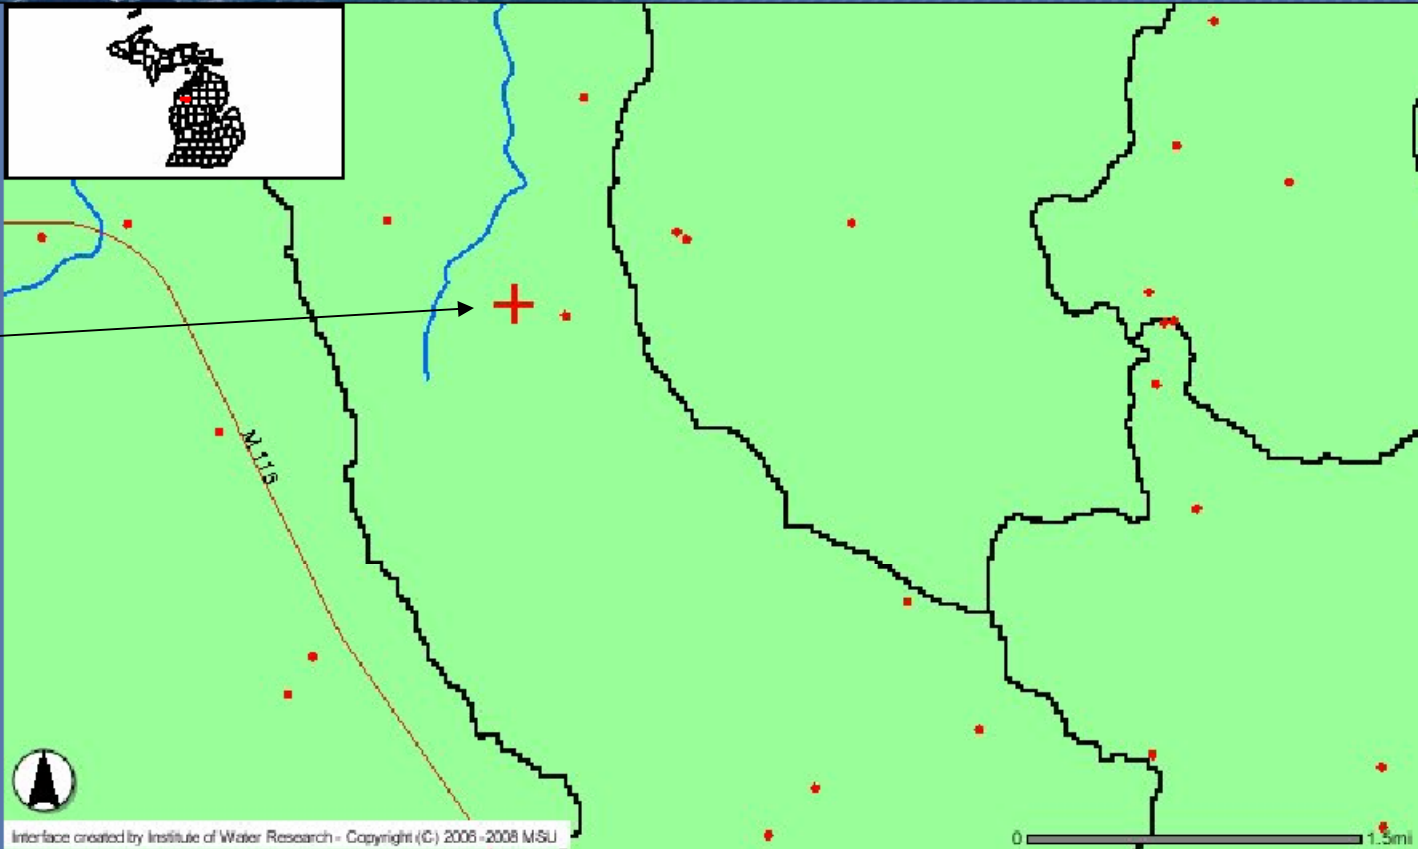 M 115
Interface created by Institute of Water Research - Copyright (C) 2006-2008 MSU
0 1.5mi